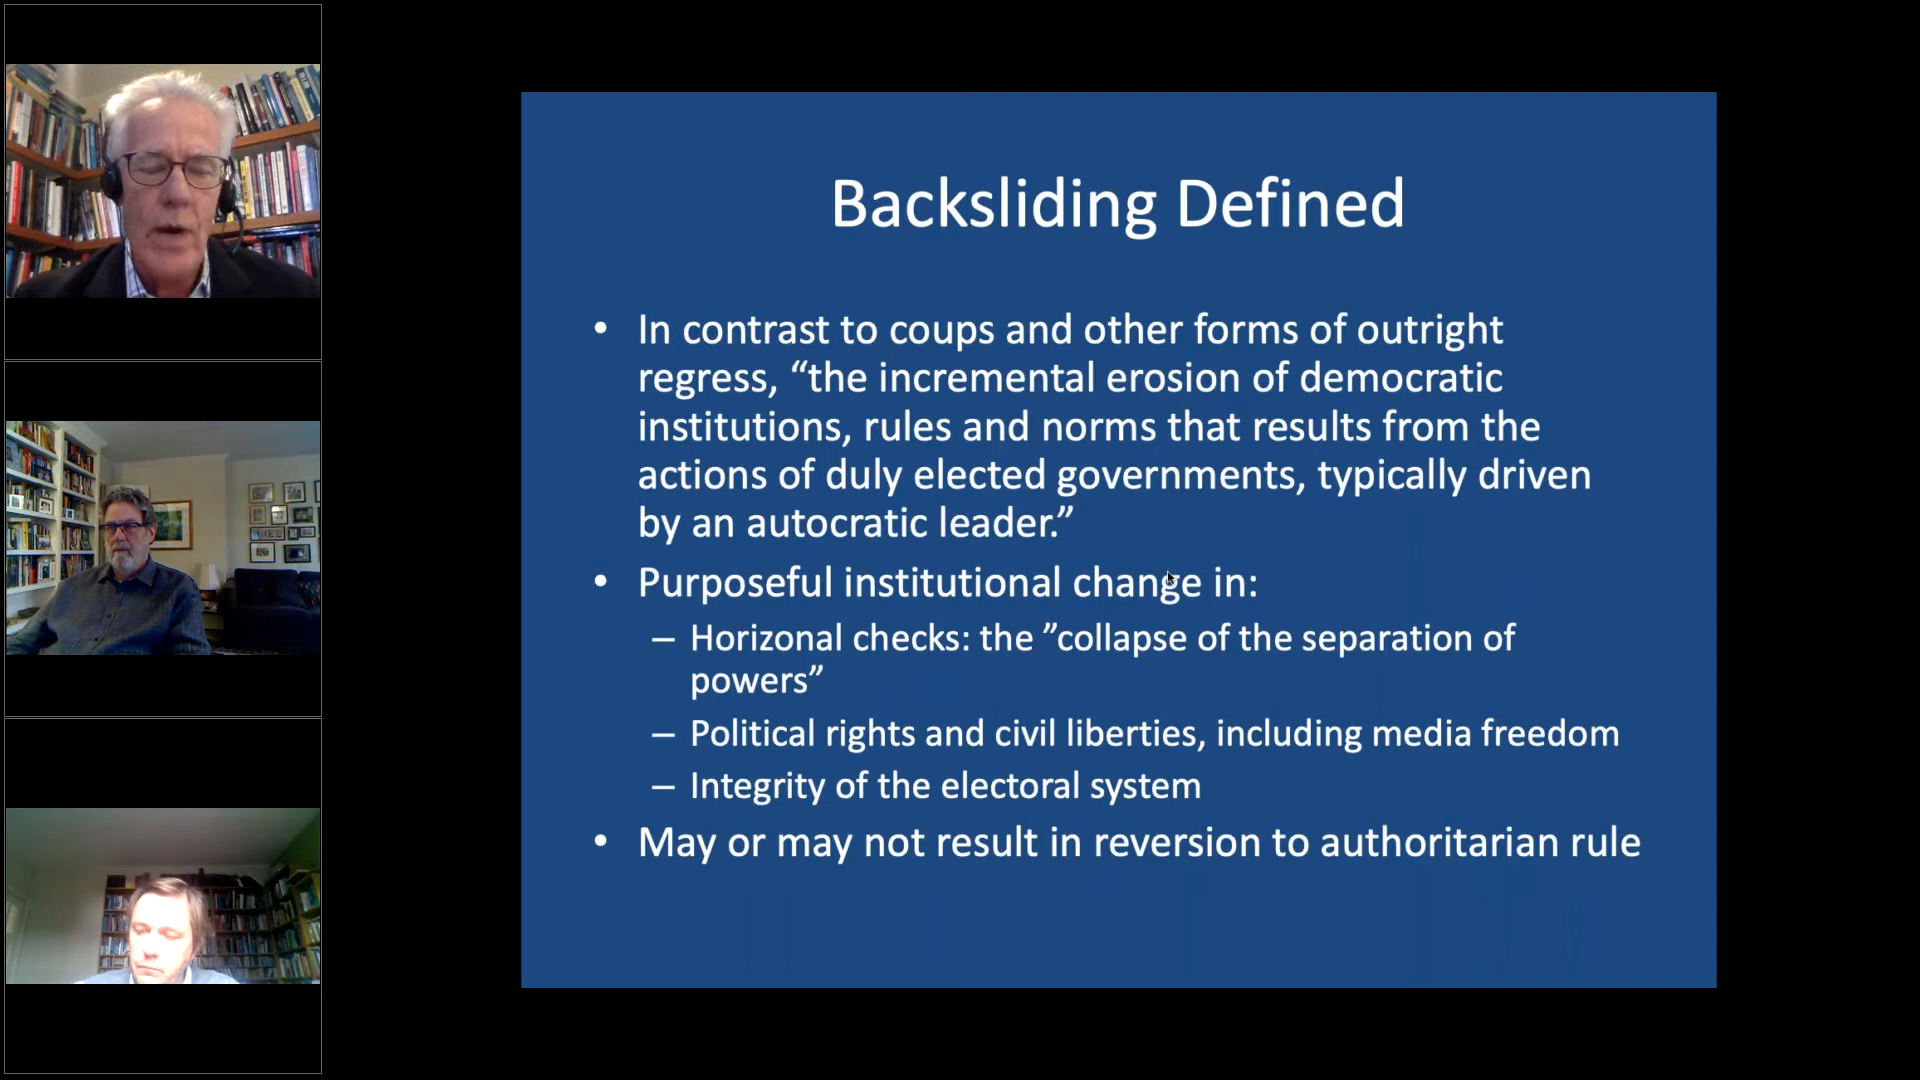 Backsliding Defined
• In contrast to coups and other forms of outright
regress, “the incremental erosion of democratic
institutions, rules and norms that results from the
actions of duly elected governments, typically driven
by an autocratic leader.”
• Purposeful institutional change in:
– Horizonal checks: the ”collapse of the separation of
powers”
– Political rights and civil liberties, including media freedom
– Integrity of the electoral system
• May or may not result in reversion to authoritarian rule